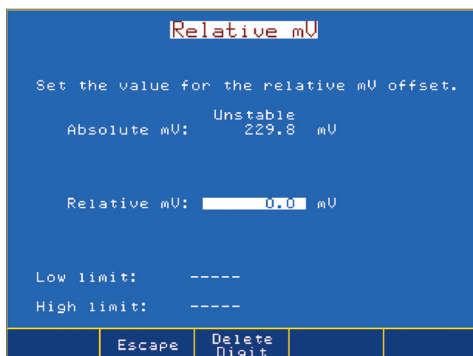 Relative mV
Set the value for the relative mV offset.
Unstable
Absolute mV: 229.8 mV
Relative mV: 0.0 mV
Low limit: -----
High limit: -----
Escape Delete
Digit